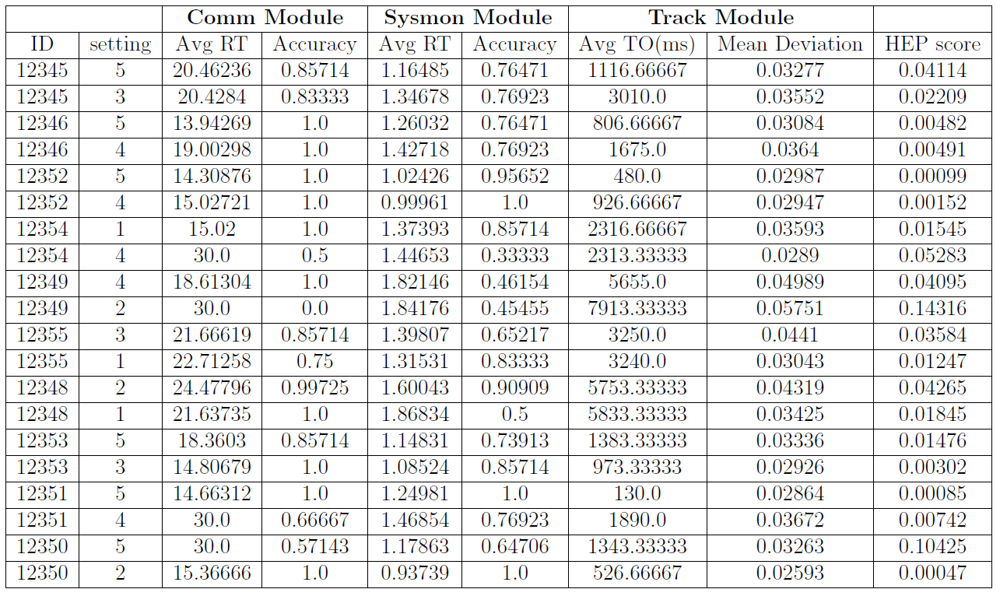 Comm Module Sysmon Module Track Module
ID setting Avg RT Accuracy Avg RT Accuracy Avg TO(ms) Mean Deviation HEP score
12345 5 20.46236 0.85714 1.16485 0.76471 1116.66667 0.03277 0.04114
12345 3 20.4284 0.83333 1.34678 0.76923 3010.0 0.03552 0.02209
12346 5 13.94269 1.0 1.26032 0.76471 806.66667 0.03084 0.00482
12346 4 19.00298 1.0 1.42718 0.76923 1675.0 0.0364 0.00491
12352 5 14.30876 1.0 1.02426 0.95652 480.0 0.02987 0.00099
12352 4 15.02721 1.0 0.99961 1.0 926.66667 0.02947 0.00152
12354 1 15.02 1.0 1.37393 0.85714 2316.66667 0.03593 0.01545
12354 4 30.0 0.5 1.44653 0.33333 2313.33333 0.0289 0.05283
12349 4 18.61304 1.0 1.82146 0.46154 5655.0 0.04989 0.04095
12349 2 30.0 0.0 1.84176 0.45455 7913.33333 0.05751 0.14316
12355 3 21.66619 0.85714 1.39807 0.65217 3250.0 0.0441 0.03584
12355 1 22.71258 0.75 1.31531 0.83333 3240.0 0.03043 0.01247
12348 2 24.47796 0.99725 1.60043 0.90909 5753.33333 0.04319 0.04265
12348 1 21.63735 1.0 1.86834 0.5 5833.33333 0.03425 0.01845
12353 5 18.3603 0.85714 1.14831 0.73913 1383.33333 0.03336 0.01476
12353 3 14.80679 1.0 1.08524 0.85714 973.33333 0.02926 0.00302
12351 5 14.66312 1.0 1.24981 1.0 130.0 0.02864 0.00085
12351 4 30.0 0.66667 1.46854 0.76923 1890.0 0.03672 0.00742
12350 5 30.0 0.57143 1.17863 0.64706 1343.33333 0.03263 0.10425
12350 2 15.36666 1.0 0.93739 1.0 526.66667 0.02593 0.00047